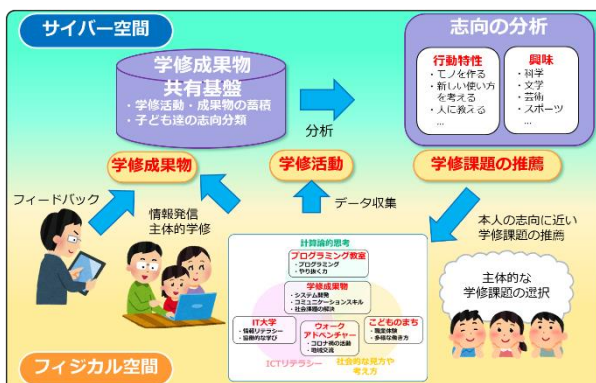 サイバー空間
学修成果物
共有基盤
・学修活動・成果物の蓄積
・子ども達の志向分類
分析
志向の分析
行動特性
・モノを作る
・新しい使い方
を考える
・人に教える
…
興味
・科学
・文学
・芸術
・スポーツ
…
学修成果物
学修活動
学修課題の推薦
フィードバック
情報発信
主体的学修
データ収集
本人の志向に近い
学修課題の推薦
主体的な
学修課題の選択
計算論的思考
プログラミング教室
・プログラミング
・やり抜く力
学修成果物
・システム開発
・コミュニケーションスキル
・社会課題の解決
IT大学
・情報リテラシー
・協働的な学び
ウォーク
アドベンチャー
・コロナ禍の活動
・地域交流
こどものまち
・職業体験
・多様な働き方
ICTリテラシー
社会的な見方や
考え方
フィジカル空間